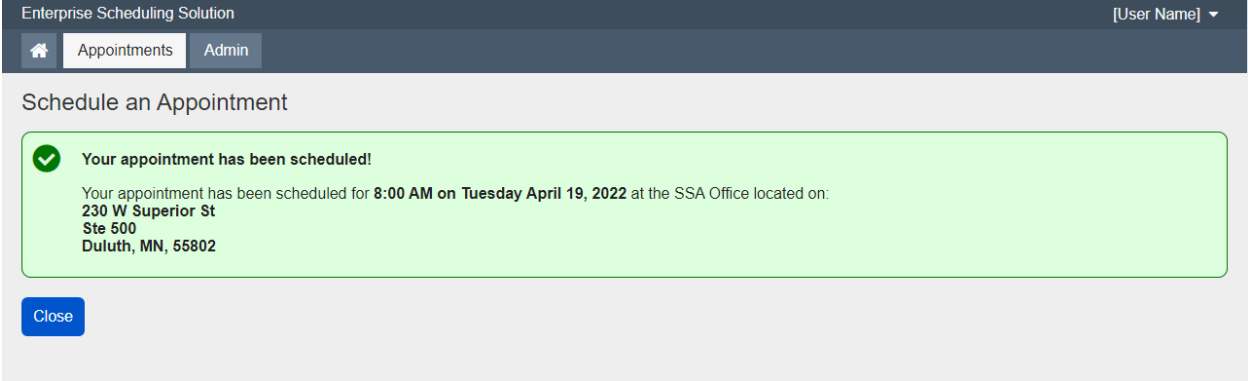 Enterprise Scheduling Solution
[User Name]
Appointments
Admin
Schedule an Appointment
Your appointment has been scheduled!
Your appointment has been scheduled for 8:00 AM on Tuesday April 19, 2022 at the SSA Office located on:
230 W Superior St
Ste 500
Duluth, MN, 55802
Close